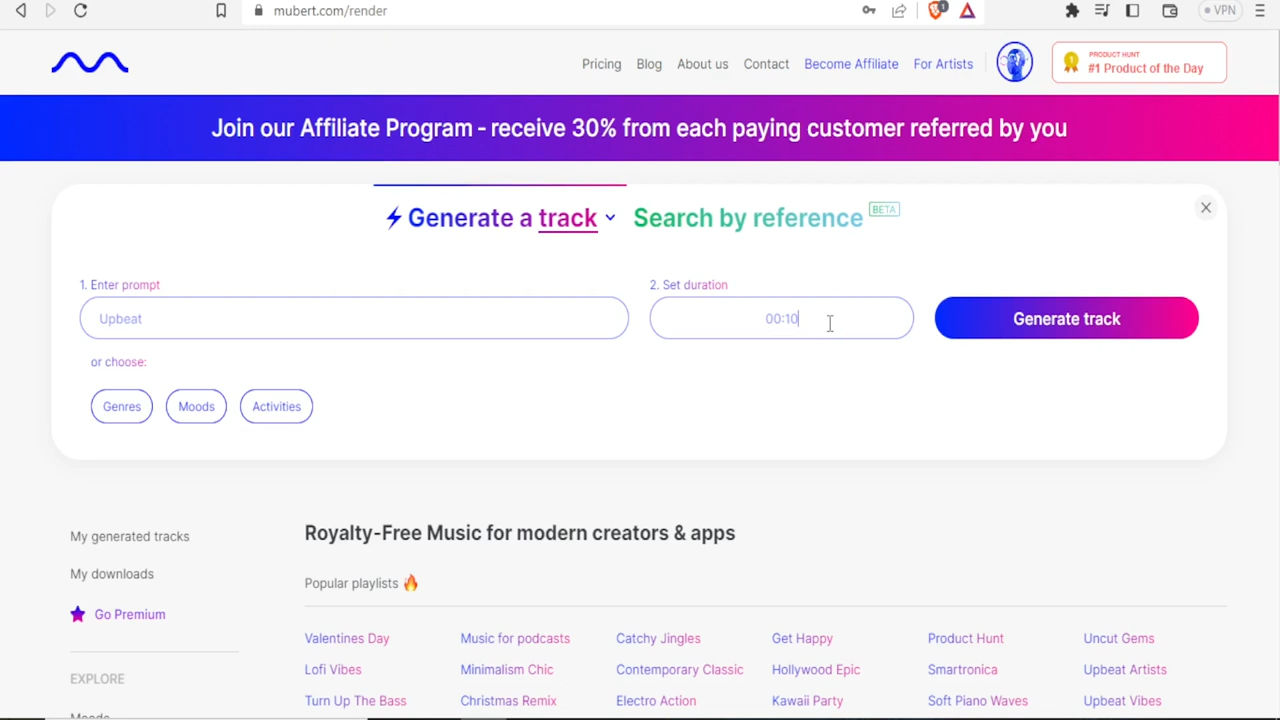 mubert.com/render
1
VPN
Pricing Blog About us Contact Become Affiliate For Artists
PRODUCT HUNT
#1 Product of the Day
Join our Affiliate Program - receive 30% from each paying customer referred by you
Generate a track Search by reference BETA
1. Enter prompt 2. Set duration
Upbeat 00:10 Generate track
or choose:
Genres Moods Activities
My generated tracks
My downloads
Go Premium
EXPLORE
Moods
Royalty-Free Music for modern creators & apps
Popular playlists 🔥
Valentines Day Music for podcasts Catchy Jingles Get Happy Product Hunt Uncut Gems
Lofi Vibes Minimalism Chic Contemporary Classic Hollywood Epic Smartronica Upbeat Artists
Turn Up The Bass Christmas Remix Electro Action Kawaii Party Soft Piano Waves Upbeat Vibes